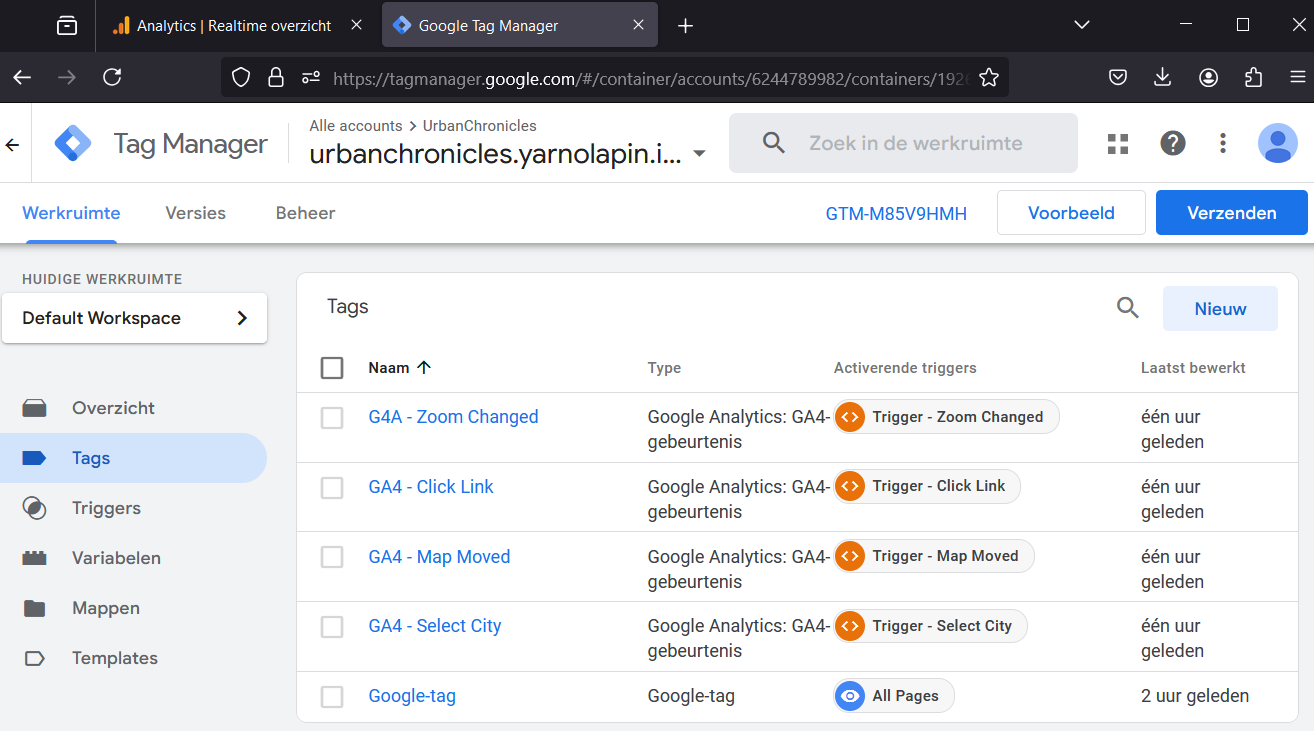 Analytics | Realtime overzicht
Google Tag Manager
https://tagmanager.google.com/#/container/accounts/6244789982/containers/1926
Tag Manager
Alle accounts > UrbanChronicles
urbanchronicles.yarnolapin.i...
Zoek in de werkruimte
Werkruimte
Versies
Beheer
GTM-M85V9HMH
Voorbeeld
Verzenden
HUIDIGE WERKRUIMTE
Default Workspace
Overzicht
Tags
Triggers
Variabelen
Mappen
Templates
Tags
Nieuw
Naam
Type
Activerende triggers
Laatst bewerkt
G4A - Zoom Changed
Google Analytics: GA4-
gebeurtenis
Trigger - Zoom Changed
één uur
geleden
GA4 - Click Link
Google Analytics: GA4-
gebeurtenis
Trigger - Click Link
één uur
geleden
GA4 - Map Moved
Google Analytics: GA4-
gebeurtenis
Trigger - Map Moved
één uur
geleden
GA4 - Select City
Google Analytics: GA4-
gebeurtenis
Trigger - Select City
één uur
geleden
Google-tag
Google-tag
All Pages
2 uur geleden